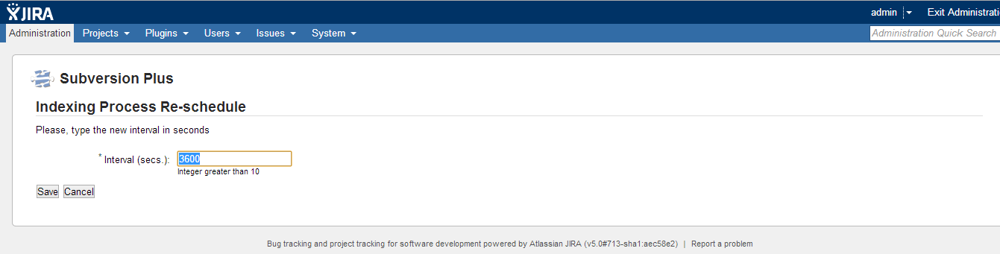 JIRA admin Exit Administrati
Administration Projects Plugins Users Issues System Administration Quick Search
Subversion Plus
Indexing Process Re-schedule
Please, type the new interval in seconds
* Interval (secs.): 3600
Integer greater than 10
Save Cancel
Bug tracking and project tracking for software development powered by Atlassian JIRA (v5.0#713-sha1:aec58e2) | Report a problem